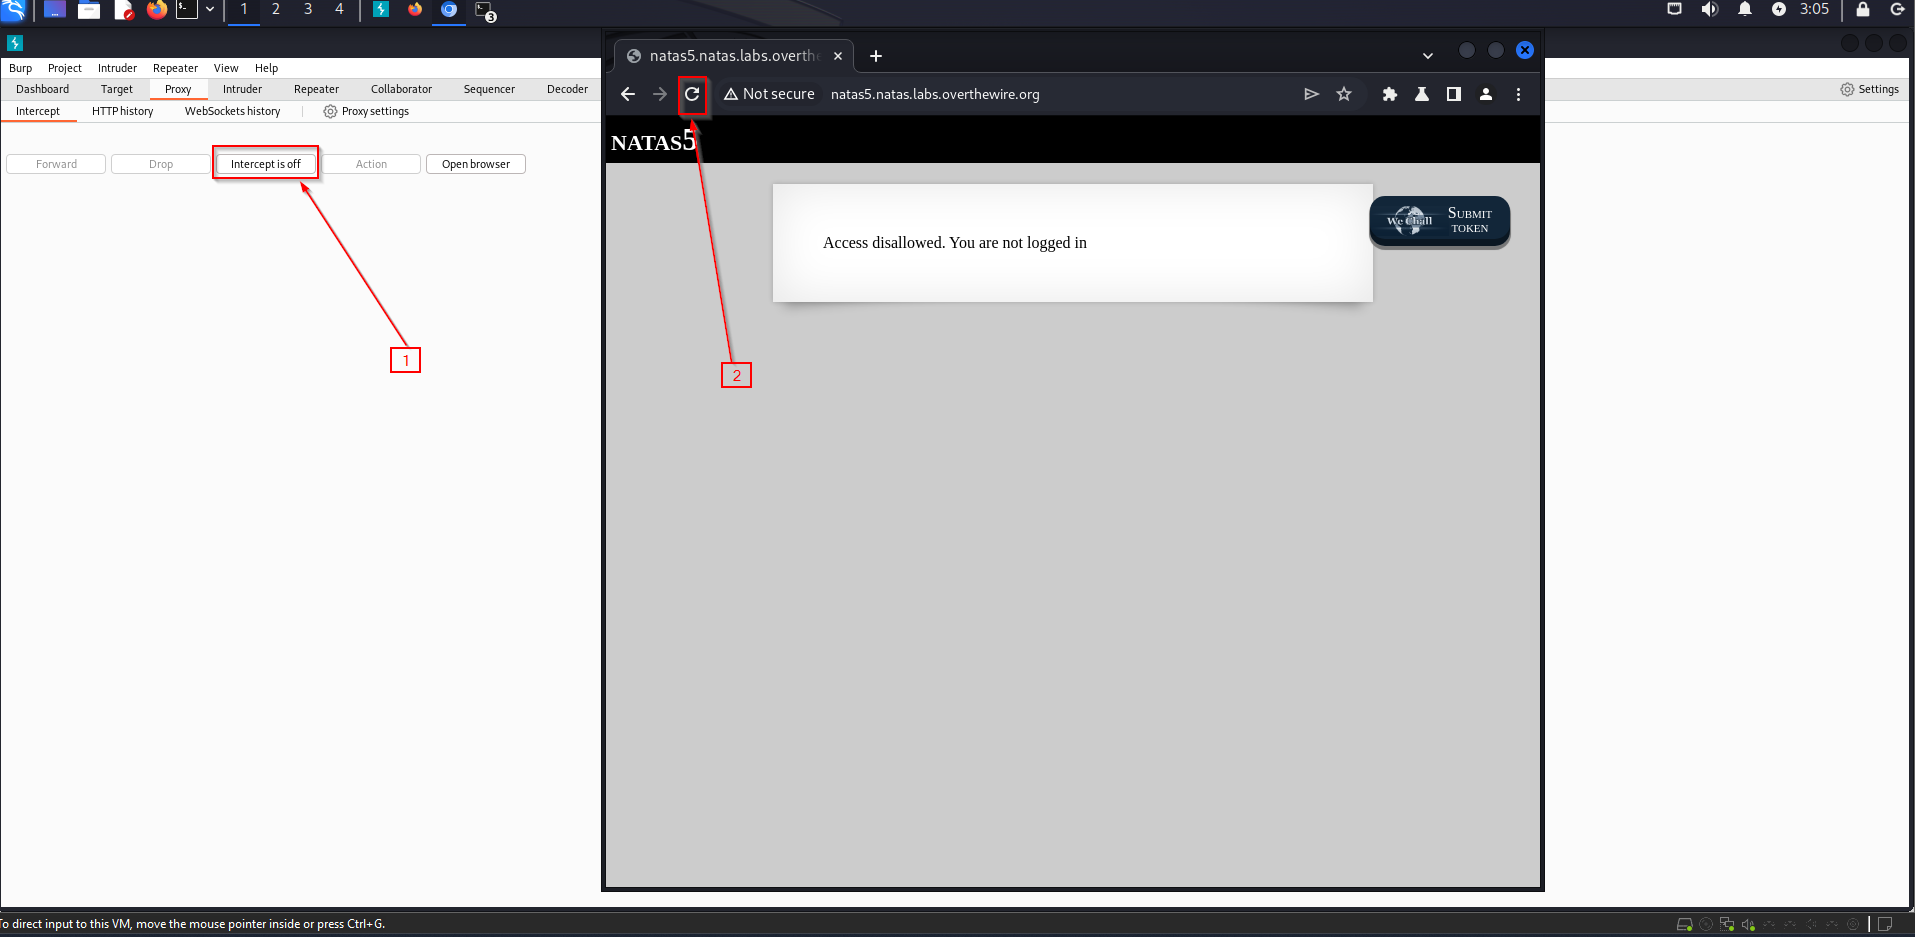 1 2 3 4
3
3:05
Burp Project Intruder Repeater View Help
Dashboard Target Proxy Intruder Repeater Collaborator Sequencer Decoder
Settings
Intercept HTTP history WebSockets history Proxy settings
Forward Drop Intercept is off Action Open browser
1
natas5.natas.labs.overthe
Not secure natas5.natas.labs.overthewire.org
NATAS5
Access disallowed. You are not logged in
We Chall
SUBMIT
TOKEN
2
To direct input to this VM, move the mouse pointer inside or press Ctrl+G.